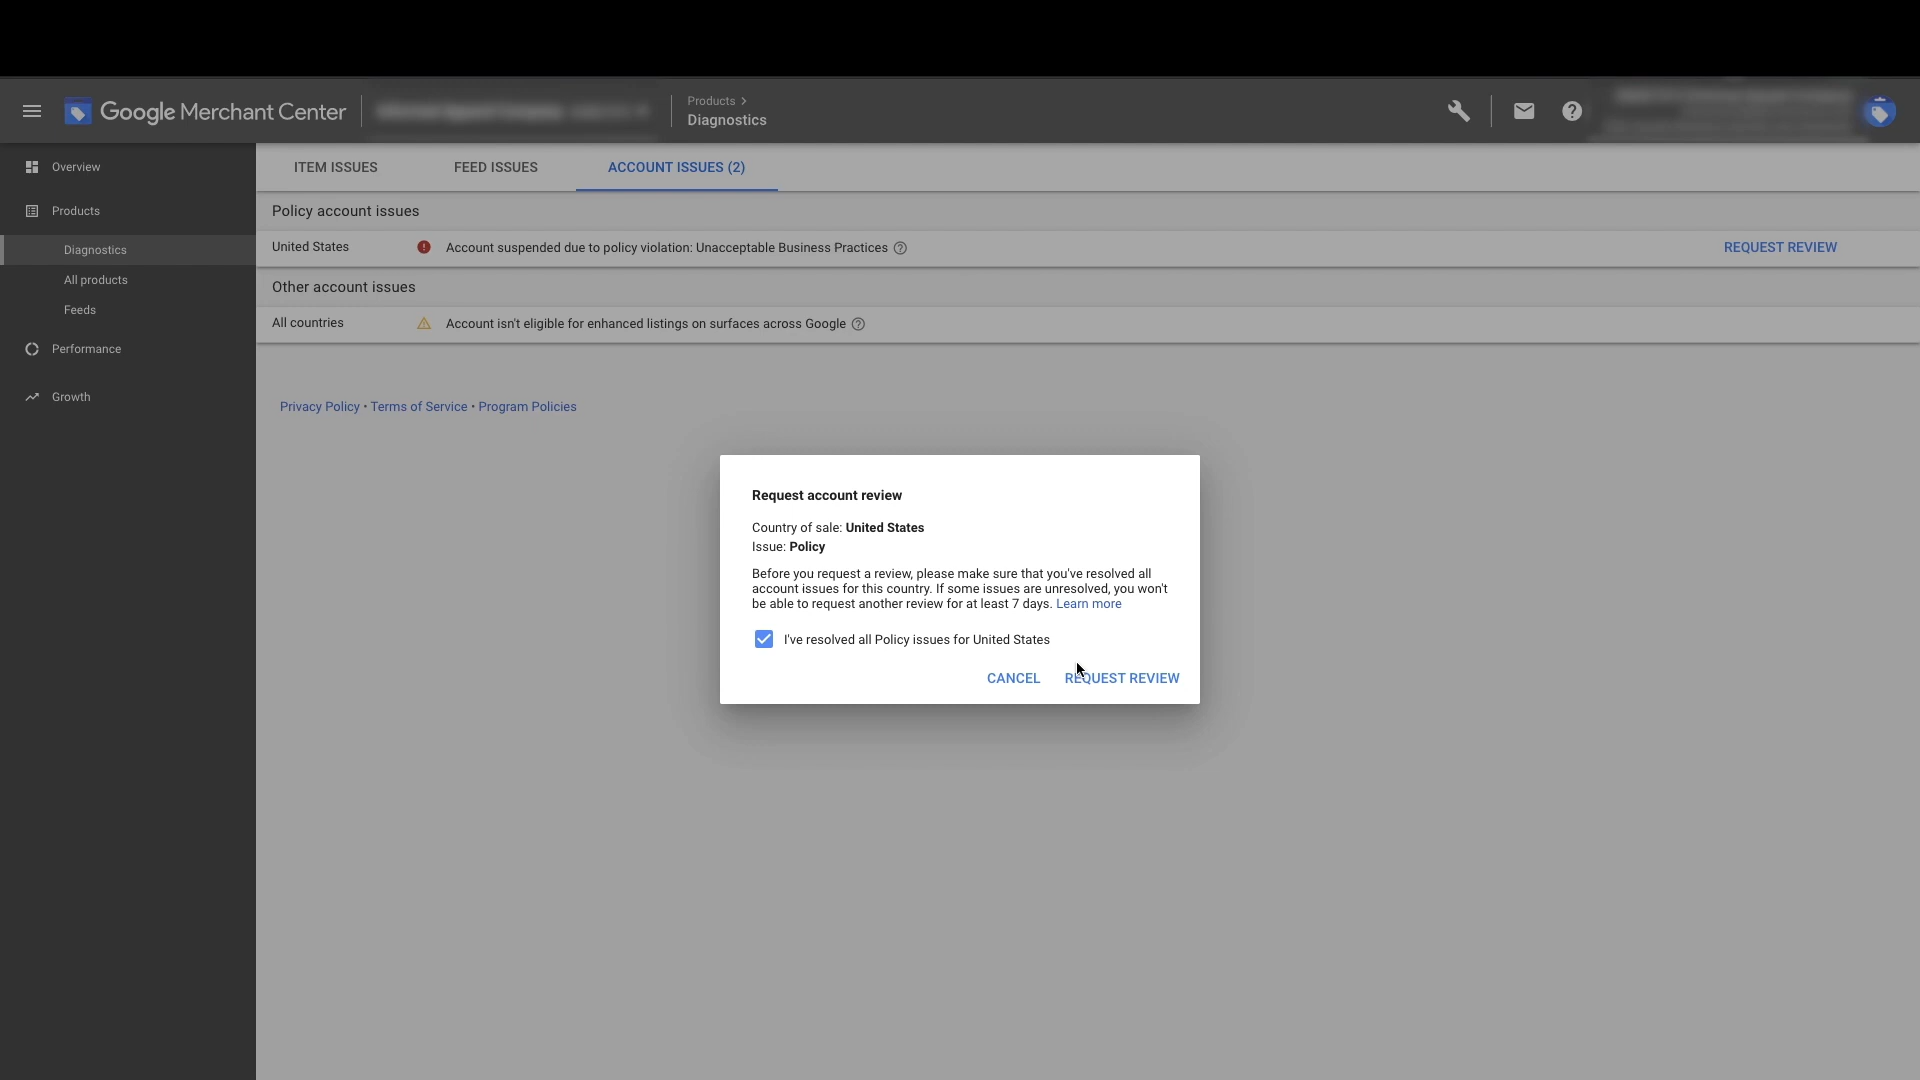 Google Merchant Center
Products >
Diagnostics
Overview
Products
Diagnostics
All products
Feeds
Performance
Growth
ITEM ISSUES
FEED ISSUES
ACCOUNT ISSUES (2)
Policy account issues
United States
Account suspended due to policy violation: Unacceptable Business Practices
REQUEST REVIEW
Other account issues
All countries
Account isn't eligible for enhanced listings on surfaces across Google
Privacy Policy • Terms of Service • Program Policies
Request account review
Country of sale: United States
Issue: Policy
Before you request a review, please make sure that you've resolved all
account issues for this country. If some issues are unresolved, you won't
be able to request another review for at least 7 days. Learn more
I've resolved all Policy issues for United States
CANCEL
REQUEST REVIEW